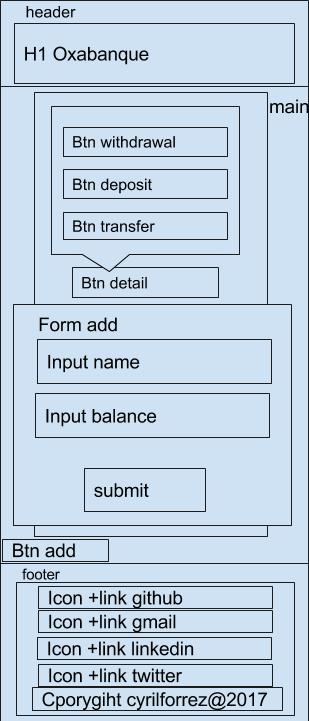 header
H1 Oxabanque
main
Btn withdrawal
Btn deposit
Btn transfer
Btn detail
Form add
Input name
Input balance
submit
Btn add
footer
Icon +link github
Icon +link gmail
Icon +link linkedin
Icon +link twitter
Cporygiht cyrilforrez@2017